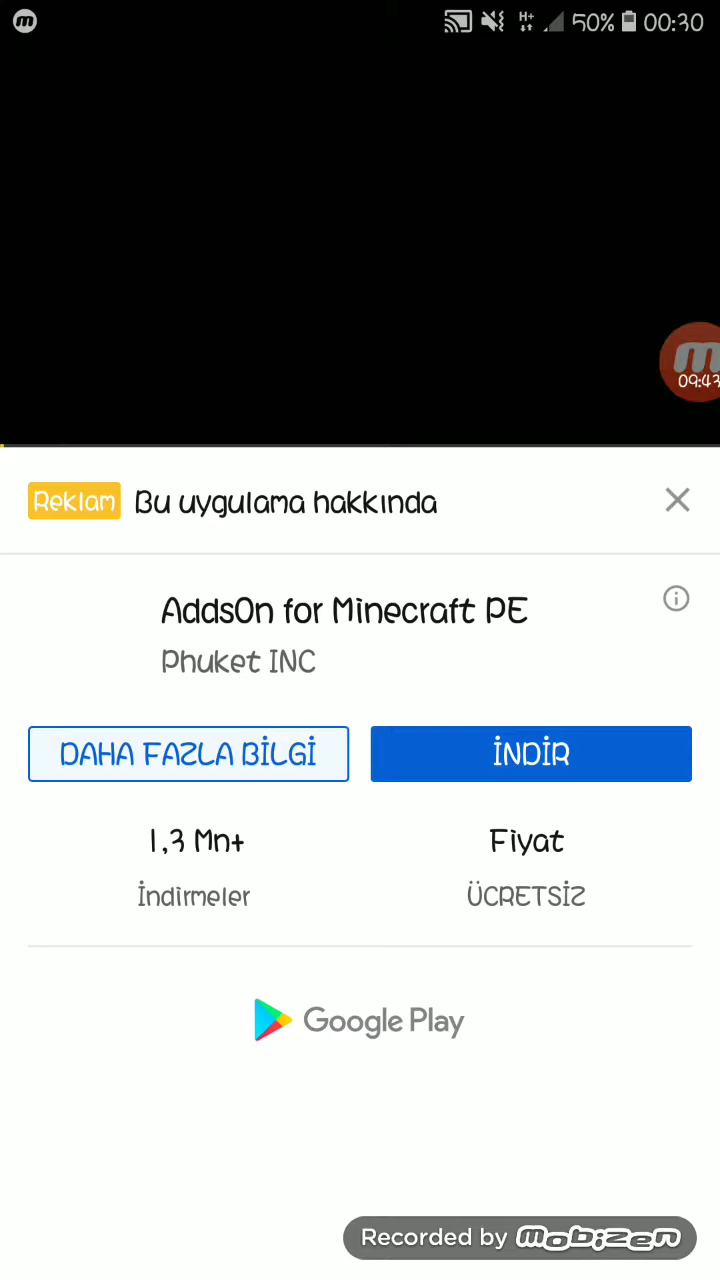 m H+ 50% 00:30
m
09:43
Reklam Bu uygulama hakkında
AddsOn for Minecraft PE
Phuket INC
DAHA FAZLA BİLGİ İNDİR
1,3 Mn+ Fiyat
İndirmeler ÜCRETSİZ
Google Play
Recorded by mobizen